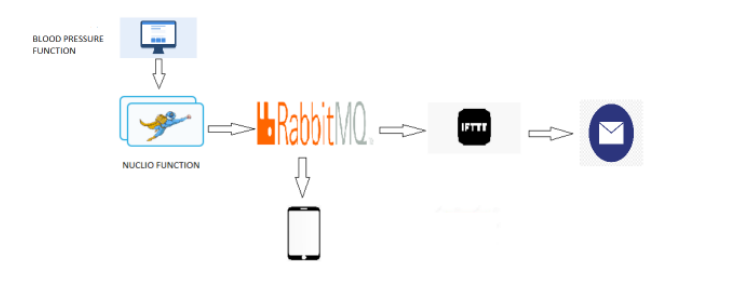 BLOOD PRESSURE
FUNCTION
NUCLIO FUNCTION
RabbitMQ
IFTTT